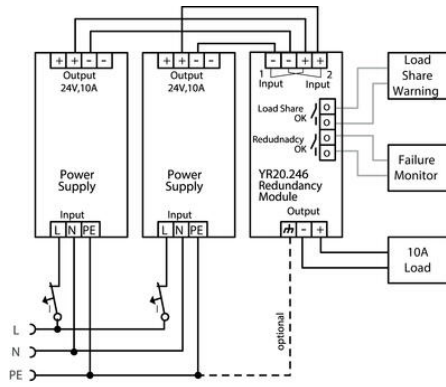 + + - -
Output
24V,10A
Power
Supply
Input
L N PE
+ + - -
Output
24V,10A
Power
Supply
Input
L N PE
- - + +
1 2
Input Input
Load Share
OK
Redudnadcy
OK
YR20.246
Redundancy
Module
Output
- +
Load
Share
Warning
Failure
Monitor
10A
Load
optional
L
N
PE